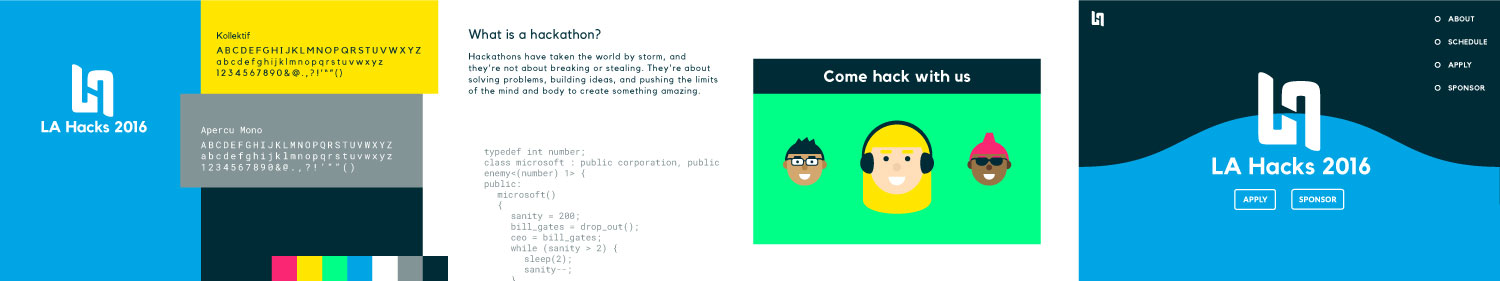 LA Hacks 2016
Kollektif
ABCDEFGHIJKLMNOPQRSTUVWXYZ
abcdefghijklmnopqrstuvwxyz
1234567890&@.,?!'""()
Apercu Mono
ABCDEFGHIJKLMNOPQRSTUVWXYZ
abcdefghijklmnopqrstuvwxyz
1234567890&@.,?!'""()
What is a hackathon?
Hackathons have taken the world by storm, and
they're not about breaking or stealing. They're about
solving problems, building ideas, and pushing the limits
of the mind and body to create something amazing.
typedef int number;
class microsoft : public corporation, public
enemy<(number) 1> {
public:
microsoft()
{
sanity = 200;
bill_gates = drop_out();
ceo = bill_gates;
while (sanity > 2) {
sleep(2);
sanity--;
}
Come hack with us
ABOUT
SCHEDULE
APPLY
SPONSOR
LA Hacks 2016
APPLY
SPONSOR